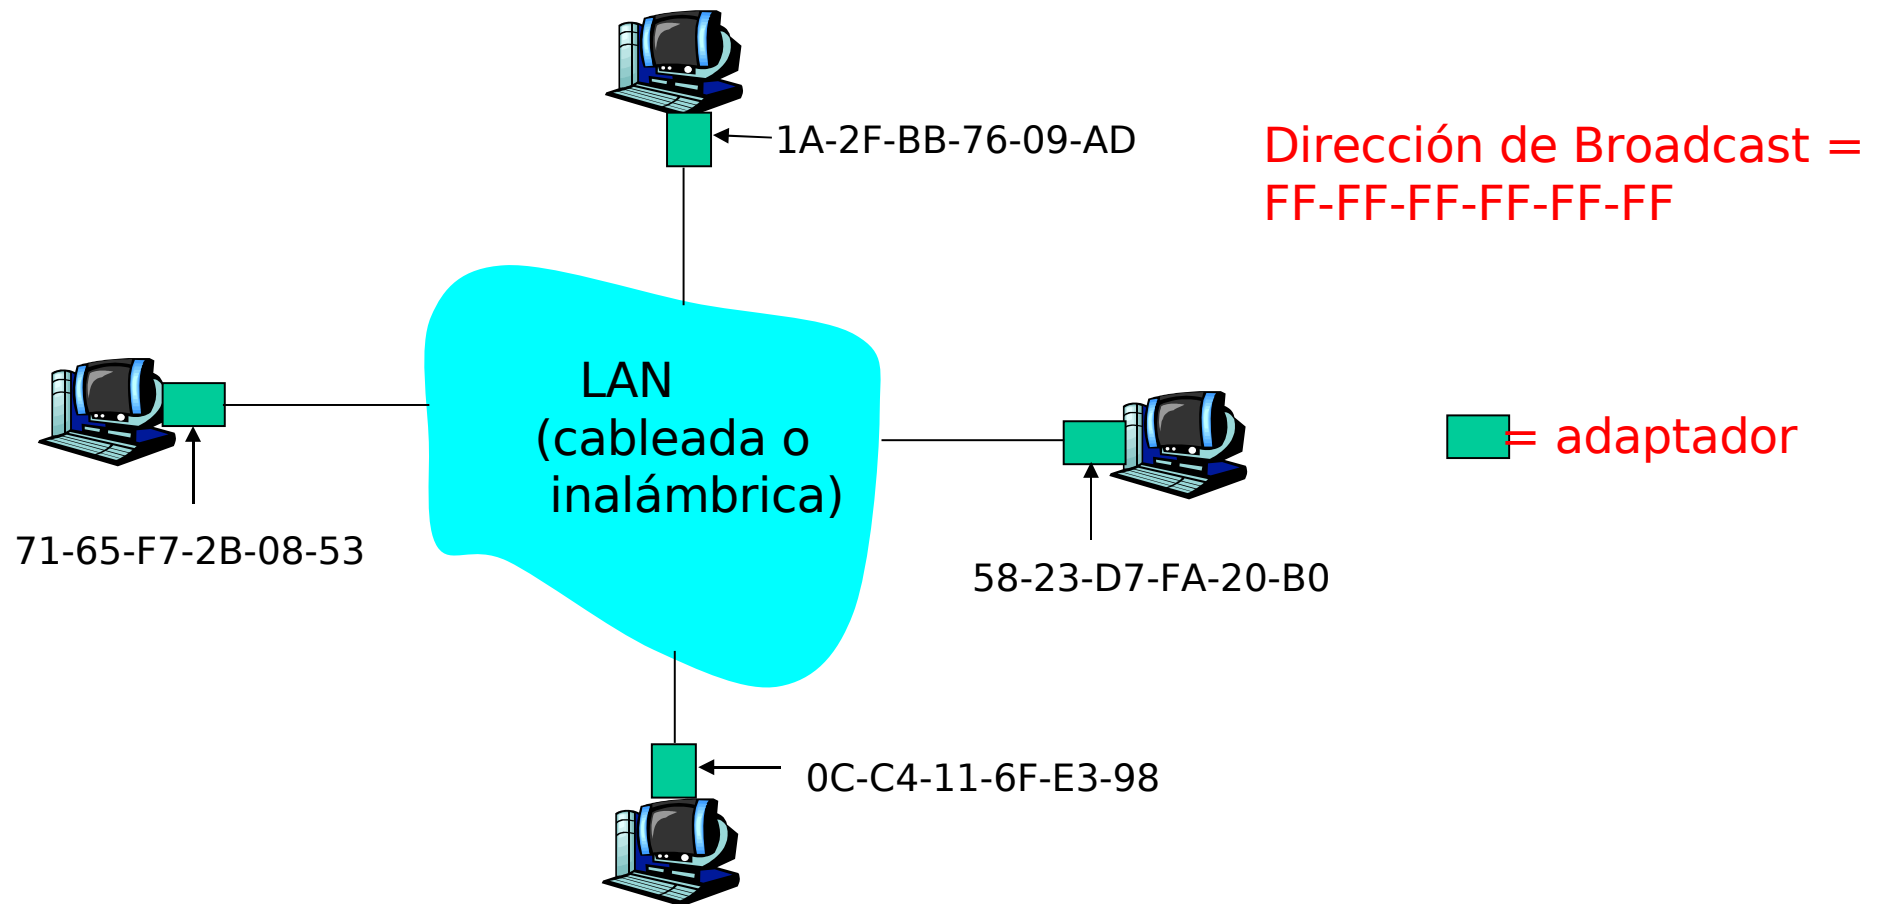 1A-2F-BB-76-09-AD
Dirección de Broadcast =
FF-FF-FF-FF-FF-FF
LAN
(cableada o
inalámbrica)
= adaptador
71-65-F7-2B-08-53
58-23-D7-FA-20-B0
0C-C4-11-6F-E3-98